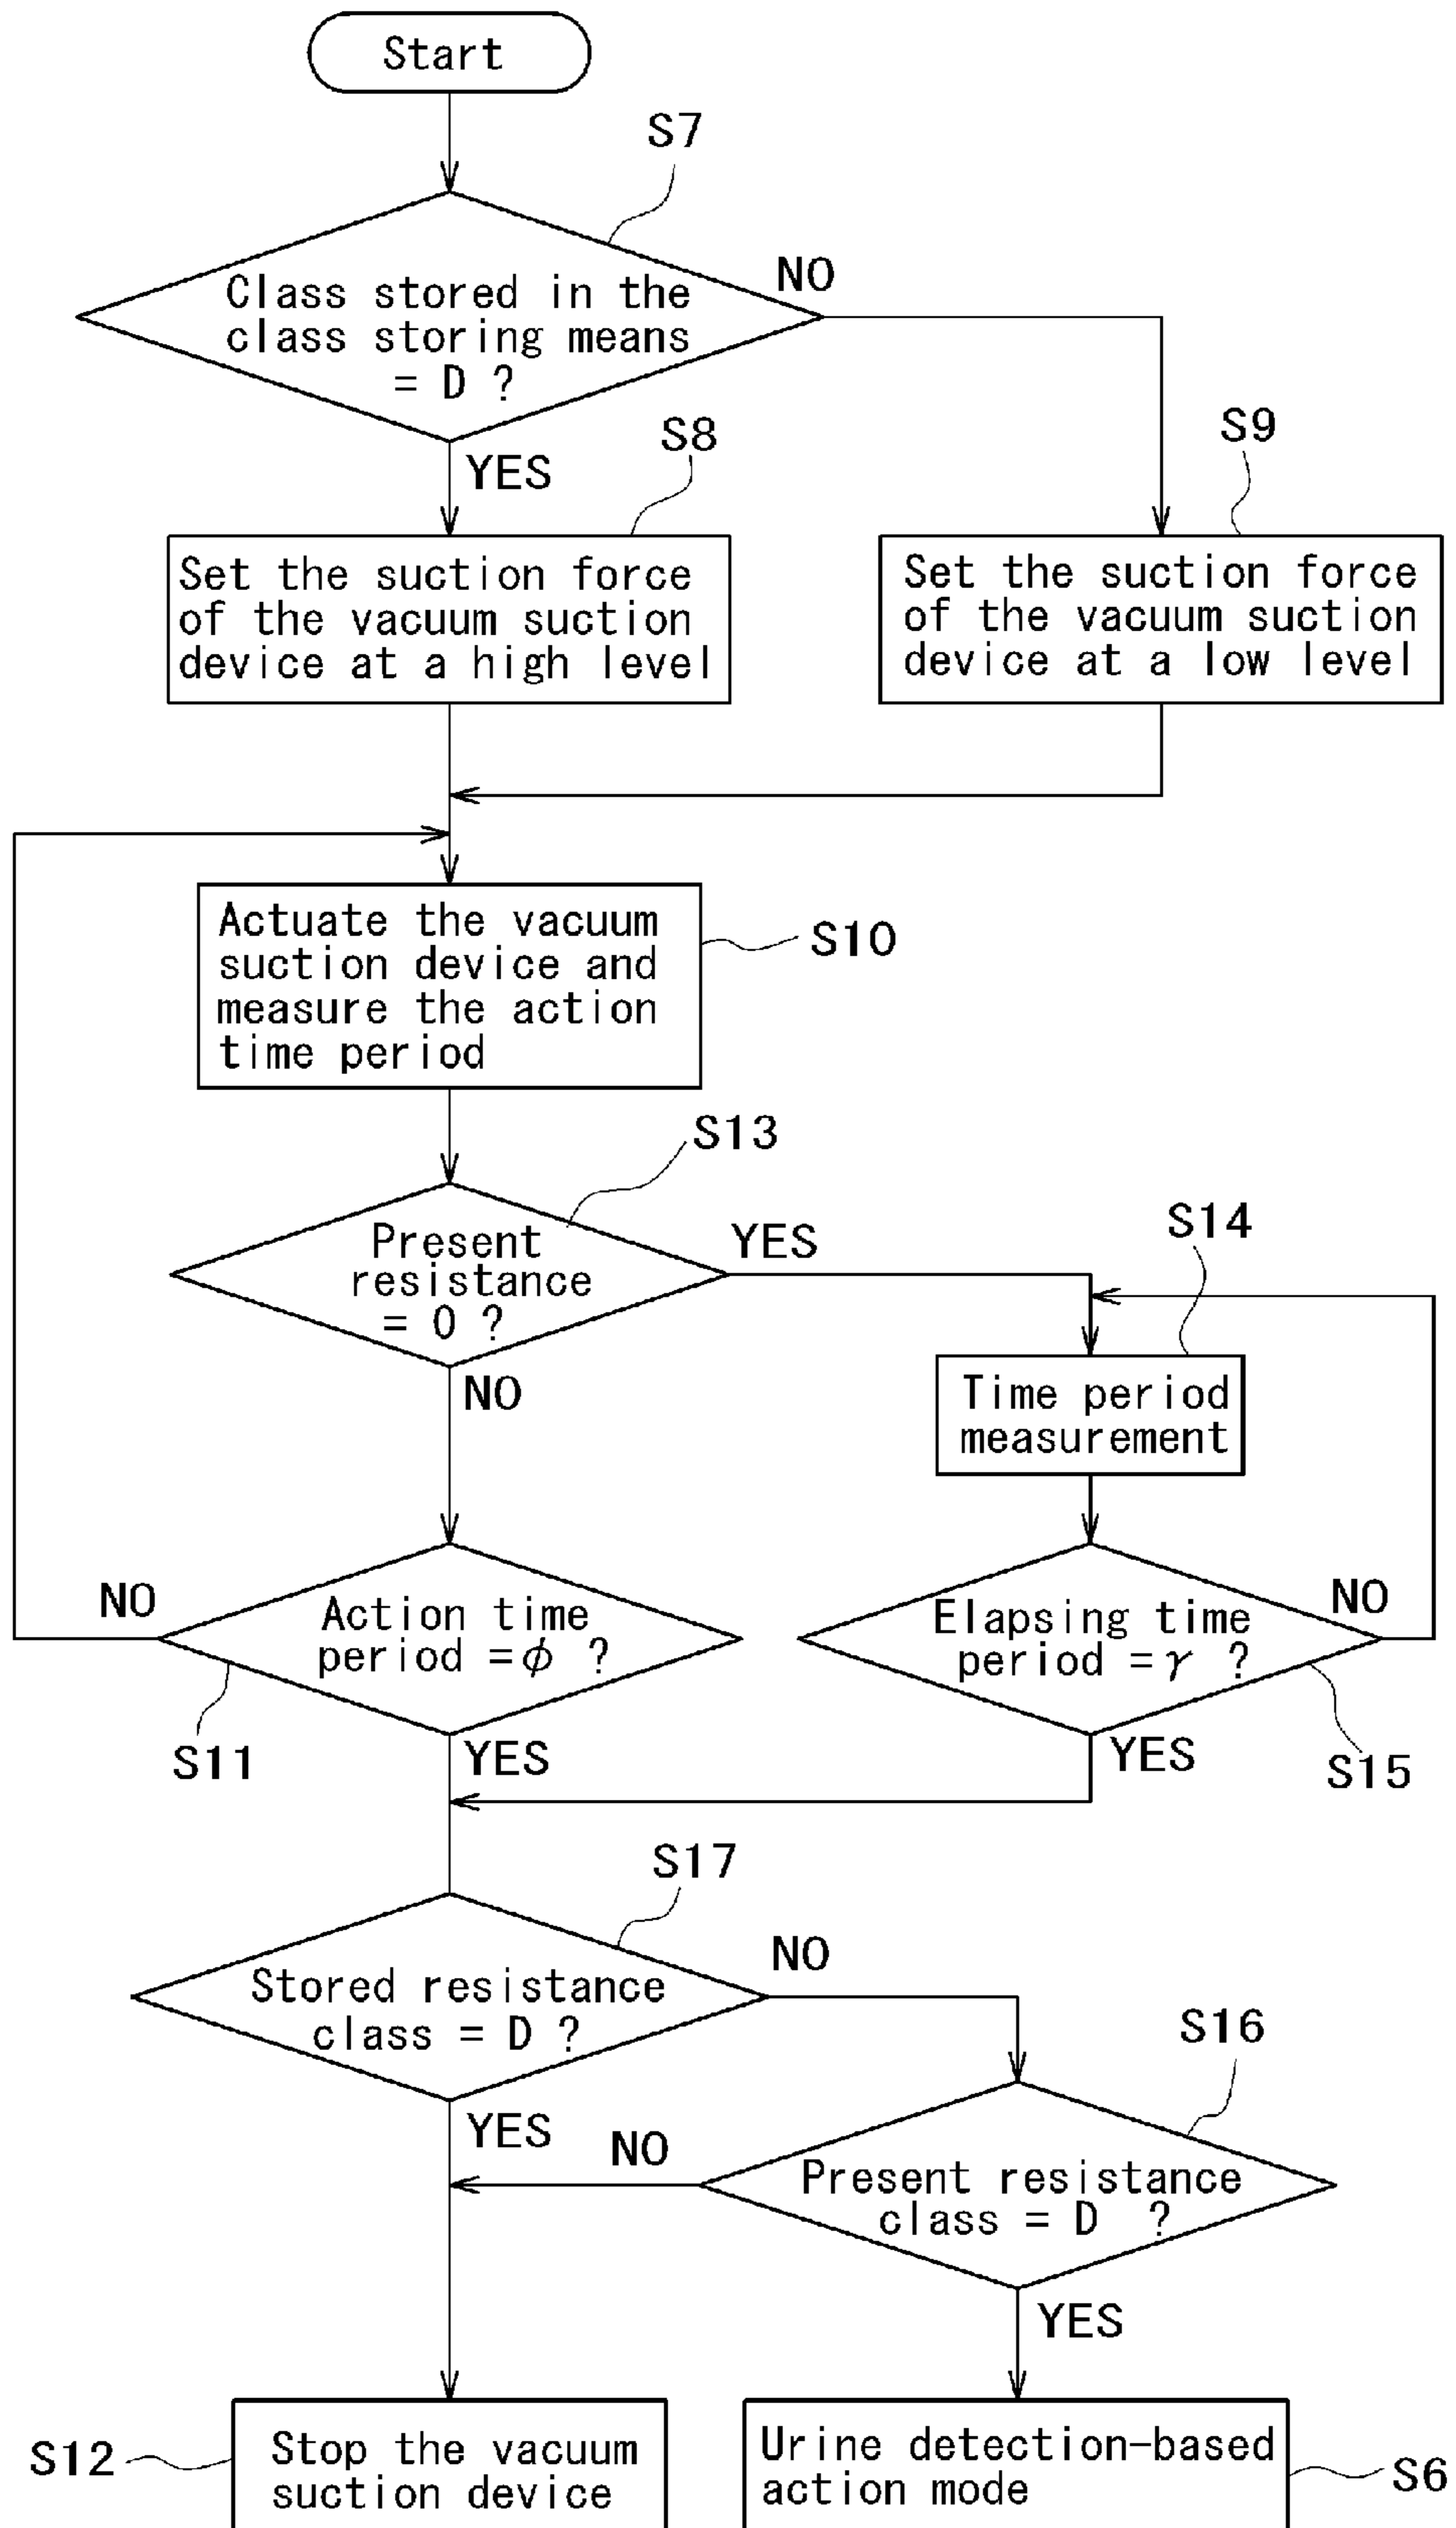 Start
S7
Class stored in the
class storing means
= D ?
NO
YES
S8
S9
Set the suction force
of the vacuum suction
device at a high level
Set the suction force
of the vacuum suction
device at a low level
Actuate the vacuum
suction device and
measure the action
time period
S10
S13
Present
resistance
= 0 ?
YES
NO
S14
Time period
measurement
NO
Action time
period =ϕ ?
S11
YES
Elapsing time
period =γ ?
NO
YES
S15
S17
Stored resistance
class = D ?
NO
YES
S16
NO
Present resistance
class = D ?
YES
S12
Stop the vacuum
suction device
Urine detection-based
action mode
S6